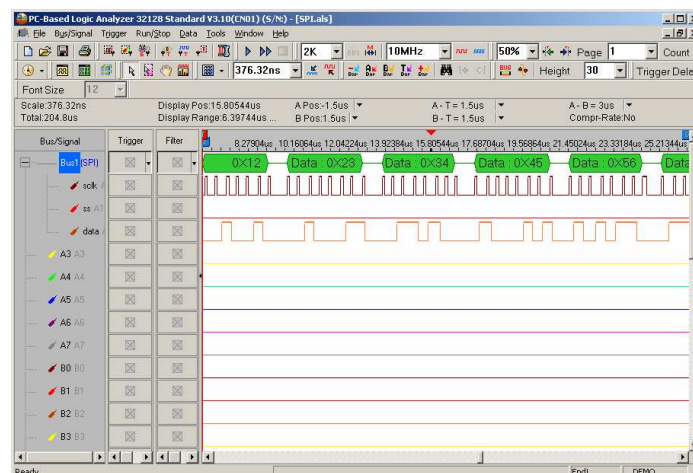 PC-Based Logic Analyzer 32128 Standard V3.10(CN01) (S/N:) - [SPI.als]
File Bus/Signal Trigger Run/Stop Data Tools Window Help
2K 10MHz 50% Page 1 Count
376.32ns Height 30 Trigger Dela
Font Size 12
Scale:376.32ns Display Pos:15.80544us A Pos:-1.5us A - T = 1.5us A - B = 3us
Total:204.8us Display Range:6.39744us ... B Pos:1.5us B - T = 1.5us Compr-Rate:No
Bus/Signal Trigger Filter 8.27904us 10.16064us 12.04224us 13.92384us 15.80544us 17.68704us 19.56864us 21.45024us 23.33184us 25.21344us
Bus1 (SPI) 0X12 Data : 0X23 Data : 0X34 Data : 0X45 Data : 0X56 Data
sclk A
ss A1
data A
A3 A3
A4 A4
A5 A5
A6 A6
A7 A7
B0 B0
B1 B1
B2 B2
B3 B3
Ready End! DEMO